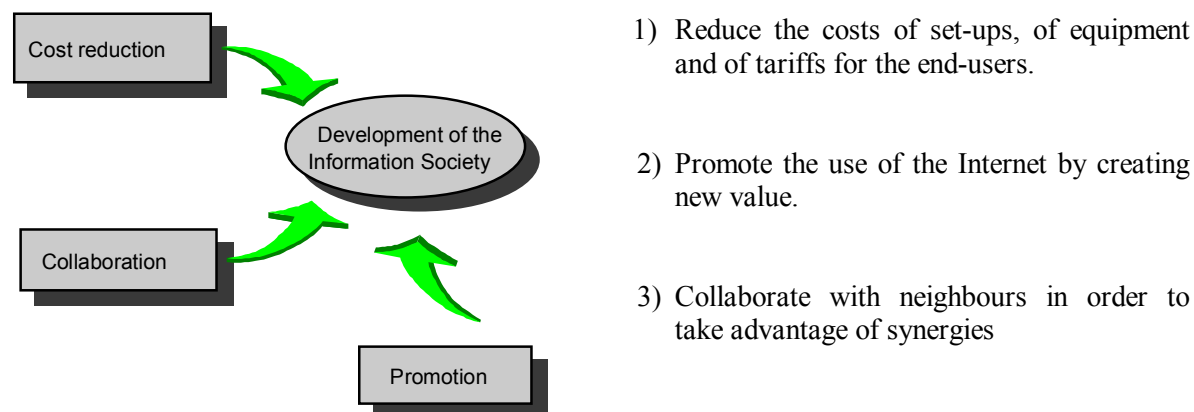 Cost reduction
Development of the
Information Society
Collaboration
Promotion
1) Reduce the costs of set-ups, of equipment
and of tariffs for the end-users.
2) Promote the use of the Internet by creating
new value.
3) Collaborate with neighbours in order to
take advantage of synergies